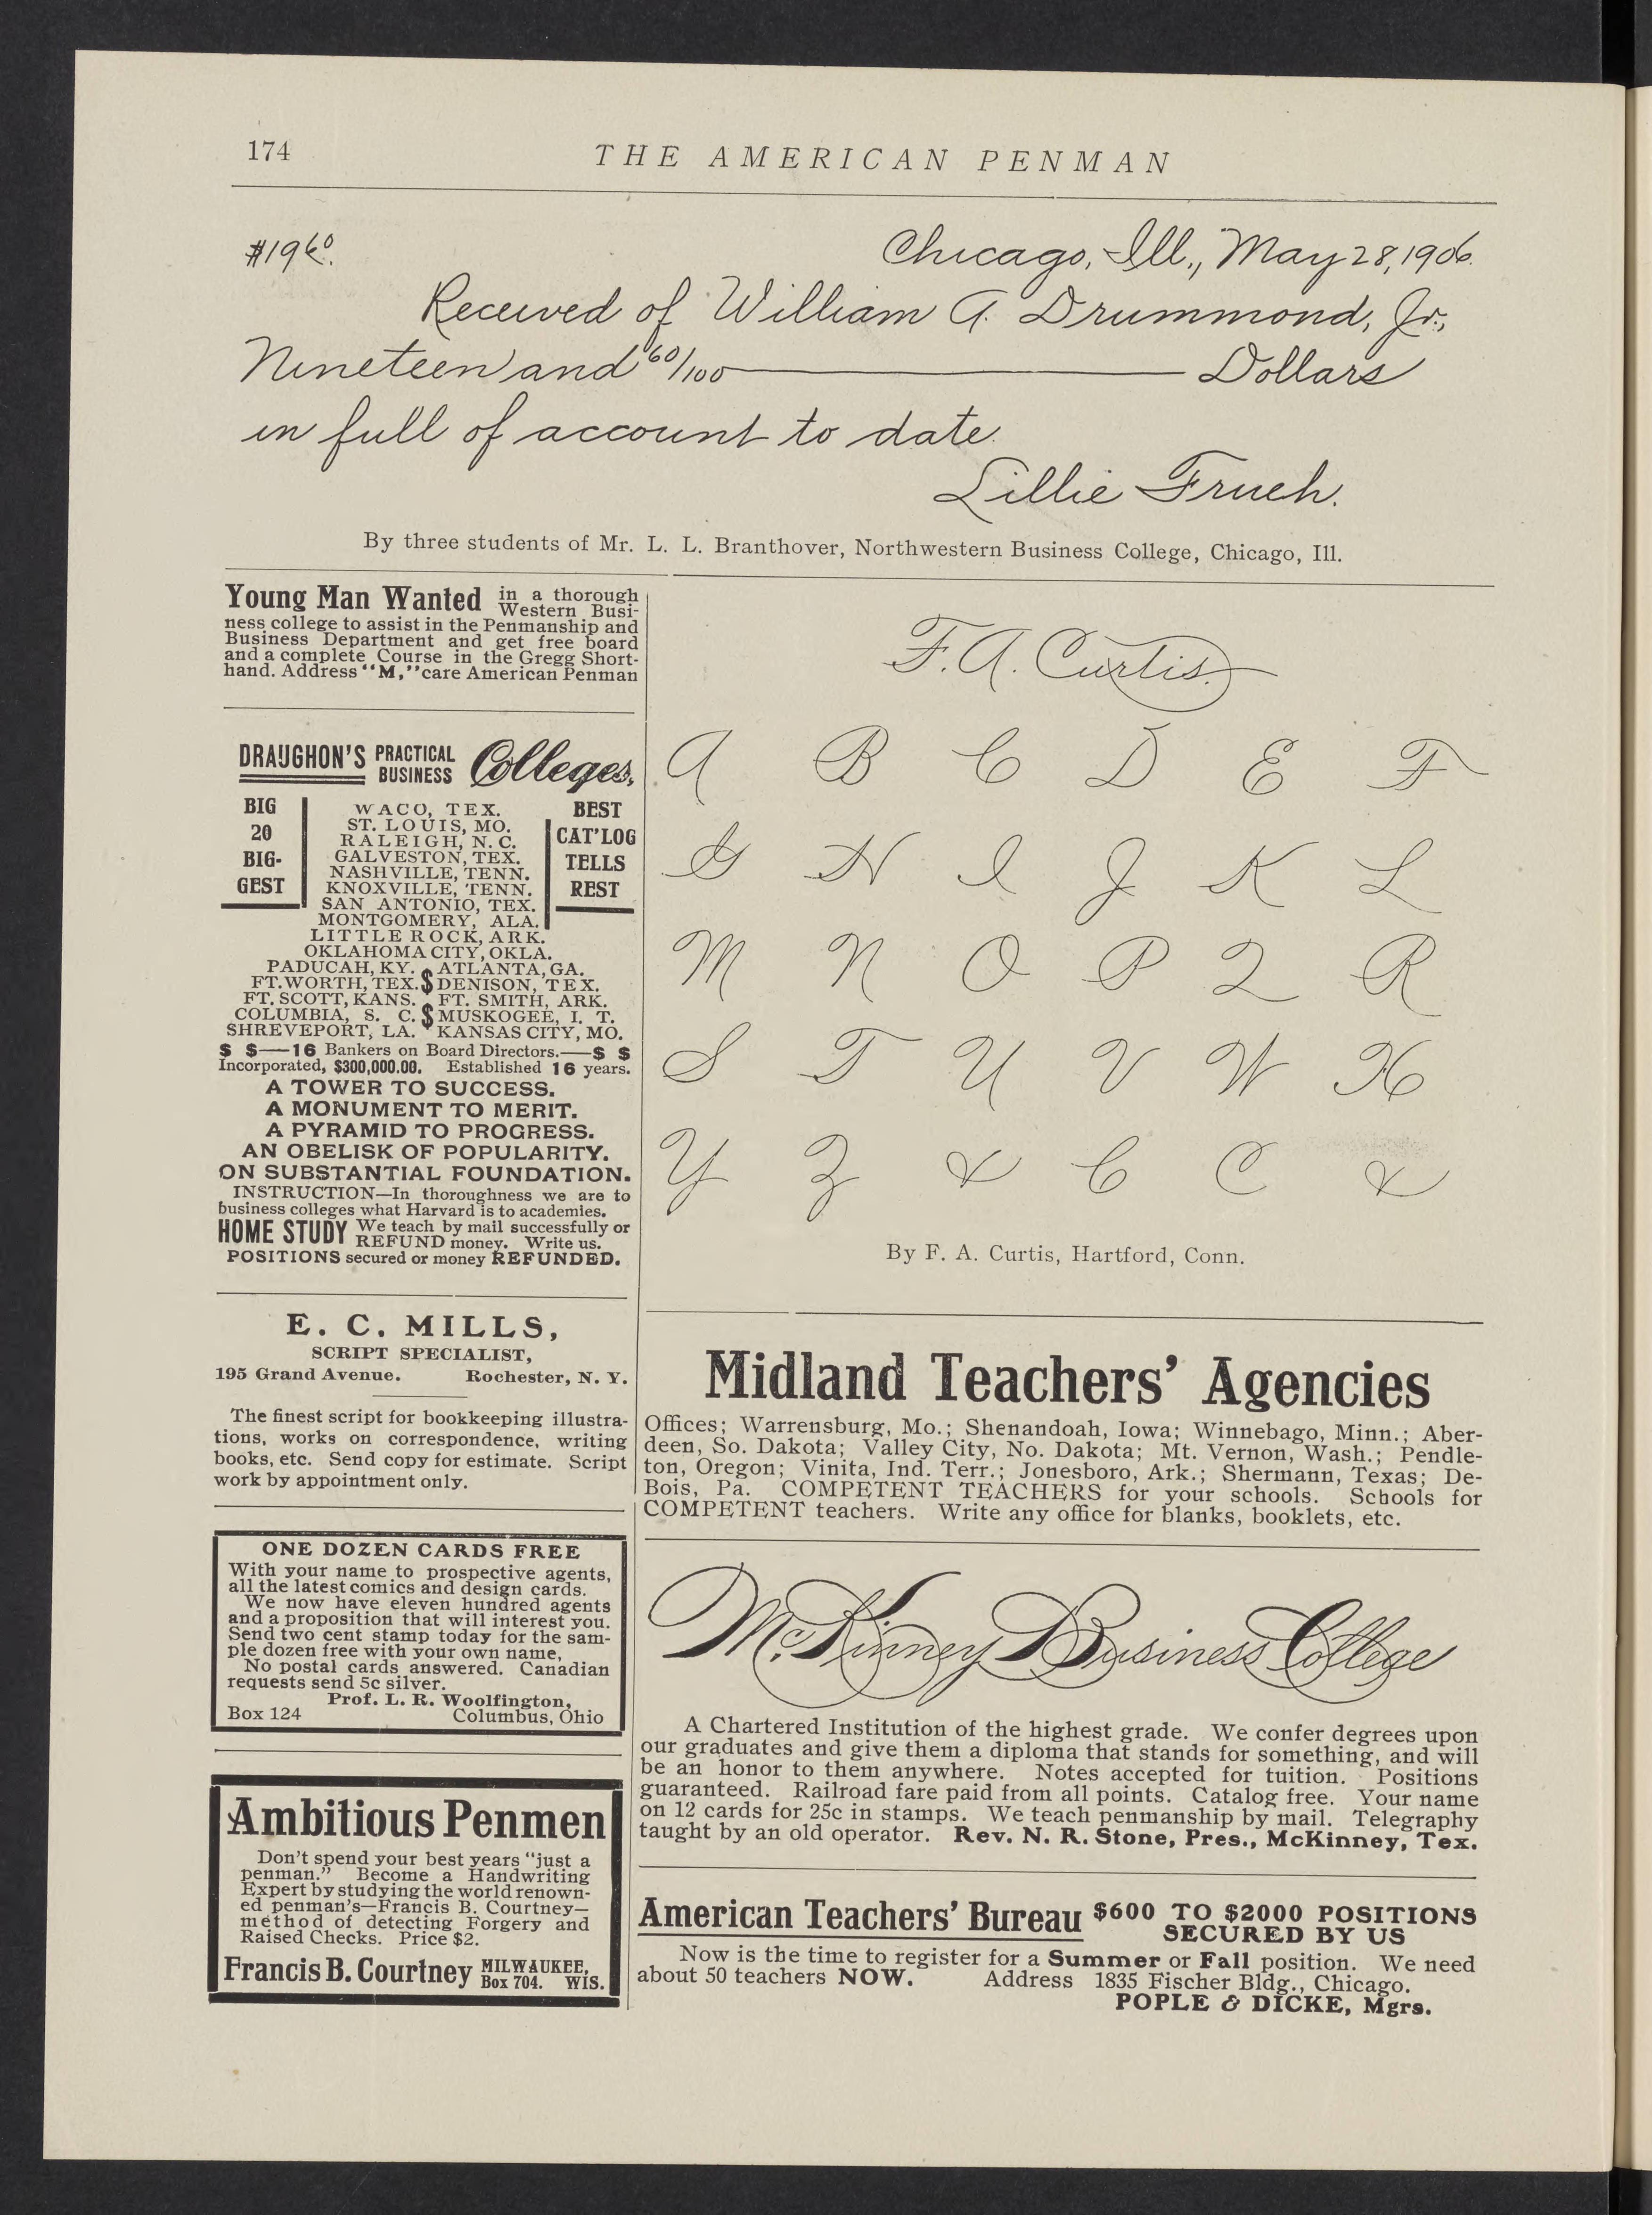 174
THE AMERICAN PENMAN
#19 60.
Chicago, Ill., May 28, 1906.
Received of William A. Drummond, Jr.,
Nineteen and 60/100 Dollars
in full of account to date.
Lillie Frueh.
By three students of Mr. L. L. Branthover, Northwestern Business College, Chicago, Ill.
Young Man Wanted in a thorough
Western Busi-
ness college to assist in the Penmanship and
Business Department and get free board
and a complete Course in the Gregg Short-
hand. Address "M," care American Penman
DRAUGHON'S PRACTICAL
BUSINESS Colleges,
BIG
20
BIG-
GEST
WACO, TEX.
ST. LOUIS, MO.
RALEIGH, N. C.
GALVESTON, TEX.
NASHVILLE, TENN.
KNOXVILLE, TENN.
SAN ANTONIO, TEX.
MONTGOMERY, ALA.
BEST
CAT'LOG
TELLS
REST
LITTLE ROCK, ARK.
OKLAHOMA CITY, OKLA.
PADUCAH, KY. ATLANTA, GA.
FT. WORTH, TEX. $ DENISON, TEX.
FT. SCOTT, KANS. FT. SMITH, ARK.
COLUMBIA, S. C. $ MUSKOGEE, I. T.
SHREVEPORT, LA. KANSAS CITY, MO.
$ $—16 Bankers on Board Directors.—$ $
Incorporated, $300,000.00. Established 16 years.
A TOWER TO SUCCESS.
A MONUMENT TO MERIT.
A PYRAMID TO PROGRESS.
AN OBELISK OF POPULARITY.
ON SUBSTANTIAL FOUNDATION.
INSTRUCTION—In thoroughness we are to
business colleges what Harvard is to academies.
HOME STUDY We teach by mail successfully or
REFUND money. Write us.
POSITIONS secured or money REFUNDED.
E. C. MILLS,
SCRIPT SPECIALIST,
195 Grand Avenue. Rochester, N. Y.
The finest script for bookkeeping illustra-
tions, works on correspondence, writing
books, etc. Send copy for estimate. Script
work by appointment only.
ONE DOZEN CARDS FREE
With your name to prospective agents,
all the latest comics and design cards.
We now have eleven hundred agents
and a proposition that will interest you.
Send two cent stamp today for the sam-
ple dozen free with your own name,
No postal cards answered. Canadian
requests send 5c silver.
Prof. L. R. Woolfington,
Box 124 Columbus, Ohio
Ambitious Penmen
Don't spend your best years "just a
penman." Become a Handwriting
Expert by studying the world renown-
ed penman's—Francis B. Courtney—
method of detecting Forgery and
Raised Checks. Price $2.
Francis B. Courtney MILWAUKEE,
Box 704. WIS.
F. A. Curtis.
A B C D E F
G H I J K L
M N O P Q R
S T U V W X
Y Z & C C &
By F. A. Curtis, Hartford, Conn.
Midland Teachers' Agencies
Offices; Warrensburg, Mo.; Shenandoah, Iowa; Winnebago, Minn.; Aber-
deen, So. Dakota; Valley City, No. Dakota; Mt. Vernon, Wash.; Pendle-
ton, Oregon; Vinita, Ind. Terr.; Jonesboro, Ark.; Shermann, Texas; De-
Bois, Pa. COMPETENT TEACHERS for your schools. Schools for
COMPETENT teachers. Write any office for blanks, booklets, etc.
McKinney Business College
A Chartered Institution of the highest grade. We confer degrees upon
our graduates and give them a diploma that stands for something, and will
be an honor to them anywhere. Notes accepted for tuition. Positions
guaranteed. Railroad fare paid from all points. Catalog free. Your name
on 12 cards for 25c in stamps. We teach penmanship by mail. Telegraphy
taught by an old operator. Rev. N. R. Stone, Pres., McKinney, Tex.
American Teachers' Bureau $600 TO $2000 POSITIONS
SECURED BY US
Now is the time to register for a Summer or Fall position. We need
about 50 teachers NOW. Address 1835 Fischer Bldg., Chicago.
POPLE & DICKE, Mgrs.